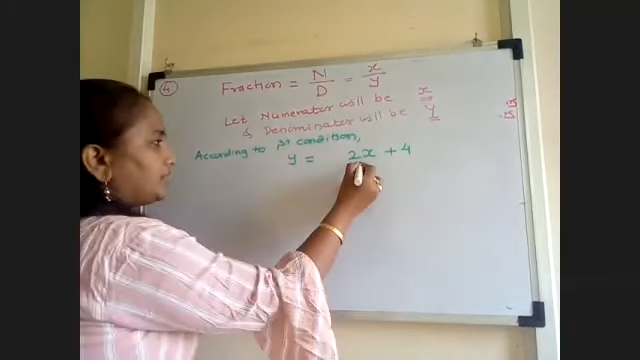 ④ Fraction = N/D = x/y
Let Numerator will be x
& Denominator will be y
According to 1st condition,
y = 2x + 4